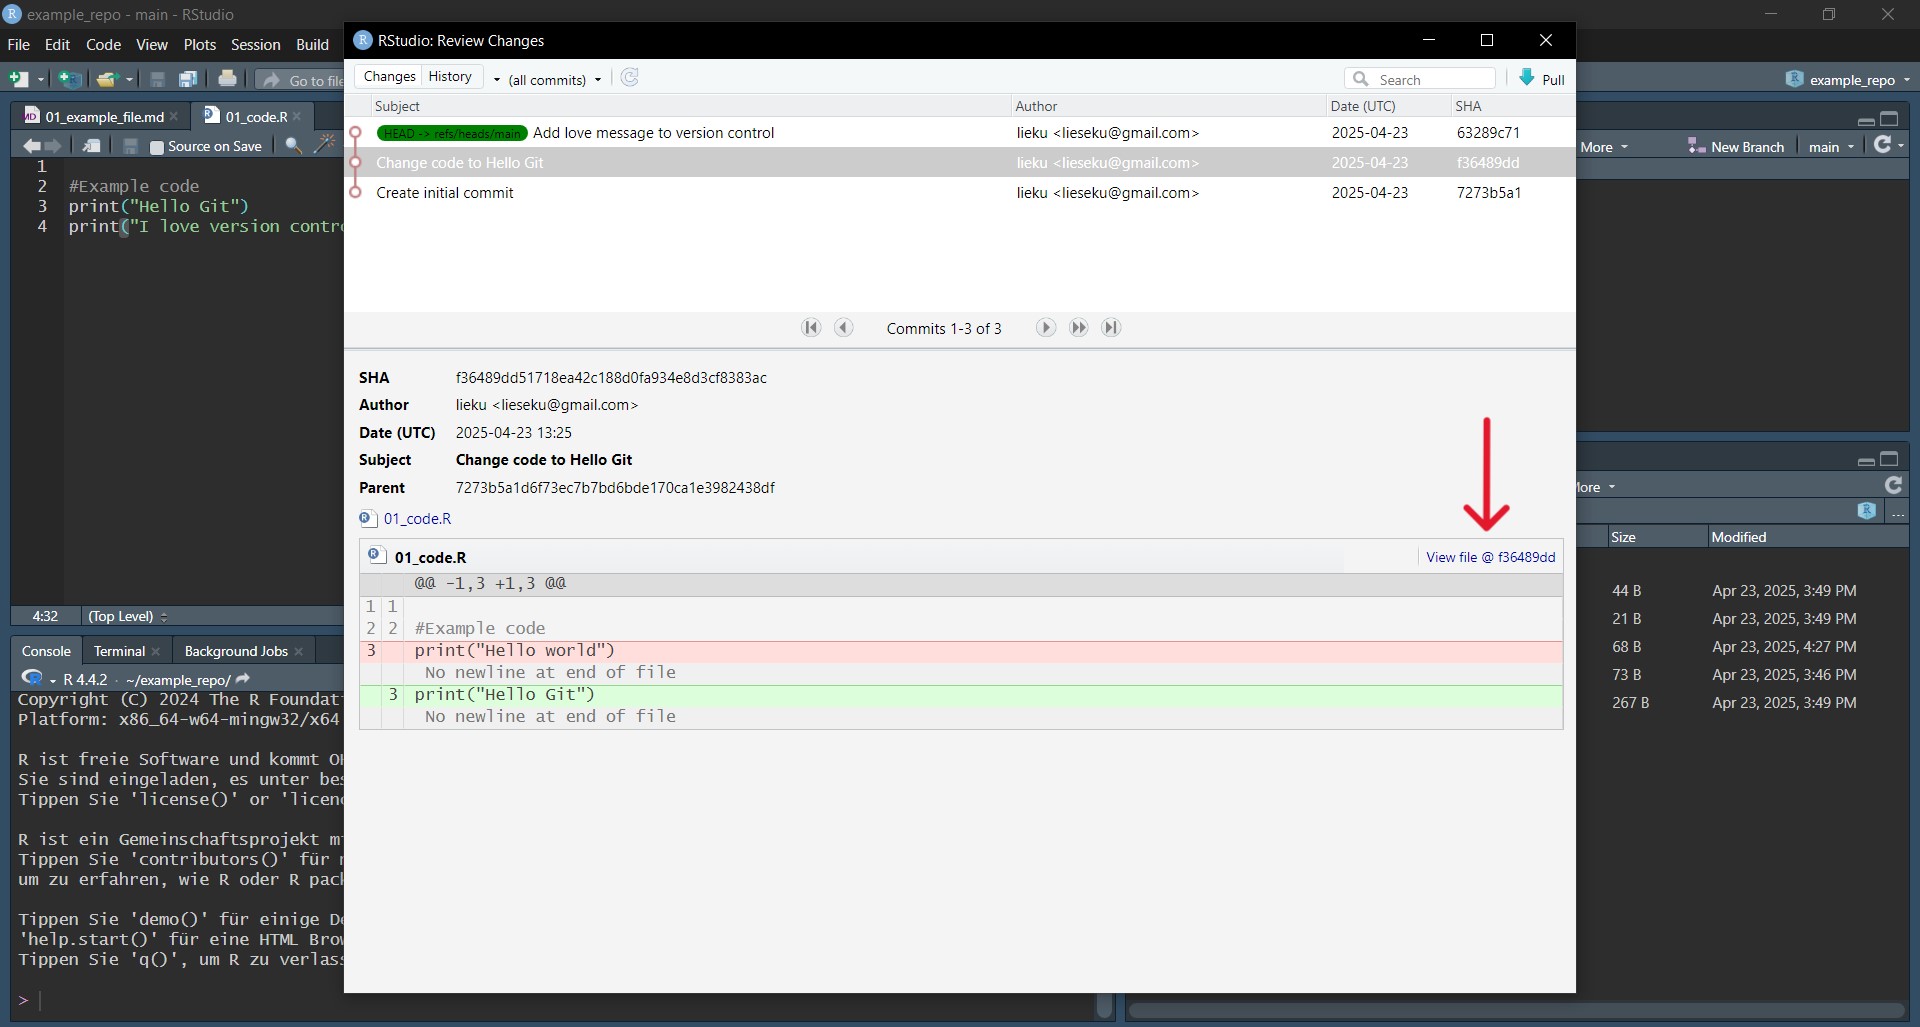 example_repo - main - RStudio
File Edit Code View Plots Session Build
Go to file
example_repo
01_example_file.md
01_code.R
Source on Save
1
2 #Example code
3 print("Hello Git")
4 print("I love version contro
4:32 (Top Level)
Console Terminal Background Jobs
R 4.4.2 · ~/example_repo/
Copyright (C) 2024 The R Foundati
Platform: x86_64-w64-mingw32/x64
R ist freie Software und kommt OH
Sie sind eingeladen, es unter bes
Tippen Sie 'license()' or 'licenc
R ist ein Gemeinschaftsprojekt mi
Tippen Sie 'contributors()' für
um zu erfahren, wie R oder R pack
Tippen Sie 'demo()' für einige De
'help.start()' für eine HTML Brow
Tippen Sie 'q()', um R zu verlass
>
RStudio: Review Changes
Changes History (all commits) Search Pull
Subject Author Date (UTC) SHA
HEAD -> refs/heads/main Add love message to version control lieku <lieseku@gmail.com> 2025-04-23 63289c71
Change code to Hello Git lieku <lieseku@gmail.com> 2025-04-23 f36489dd
Create initial commit lieku <lieseku@gmail.com> 2025-04-23 7273b5a1
Commits 1-3 of 3
SHA f36489dd51718ea42c188d0fa934e8d3cf8383ac
Author lieku <lieseku@gmail.com>
Date (UTC) 2025-04-23 13:25
Subject Change code to Hello Git
Parent 7273b5a1d6f73ec7b7bd6bde170ca1e3982438df
01_code.R
01_code.R View file @ f36489dd
@@ -1,3 +1,3 @@
1 1
2 2 #Example code
3 print("Hello world")
No newline at end of file
3 print("Hello Git")
No newline at end of file
More New Branch main
More
...
Size Modified
44 B Apr 23, 2025, 3:49 PM
21 B Apr 23, 2025, 3:49 PM
68 B Apr 23, 2025, 4:27 PM
73 B Apr 23, 2025, 3:46 PM
267 B Apr 23, 2025, 3:49 PM